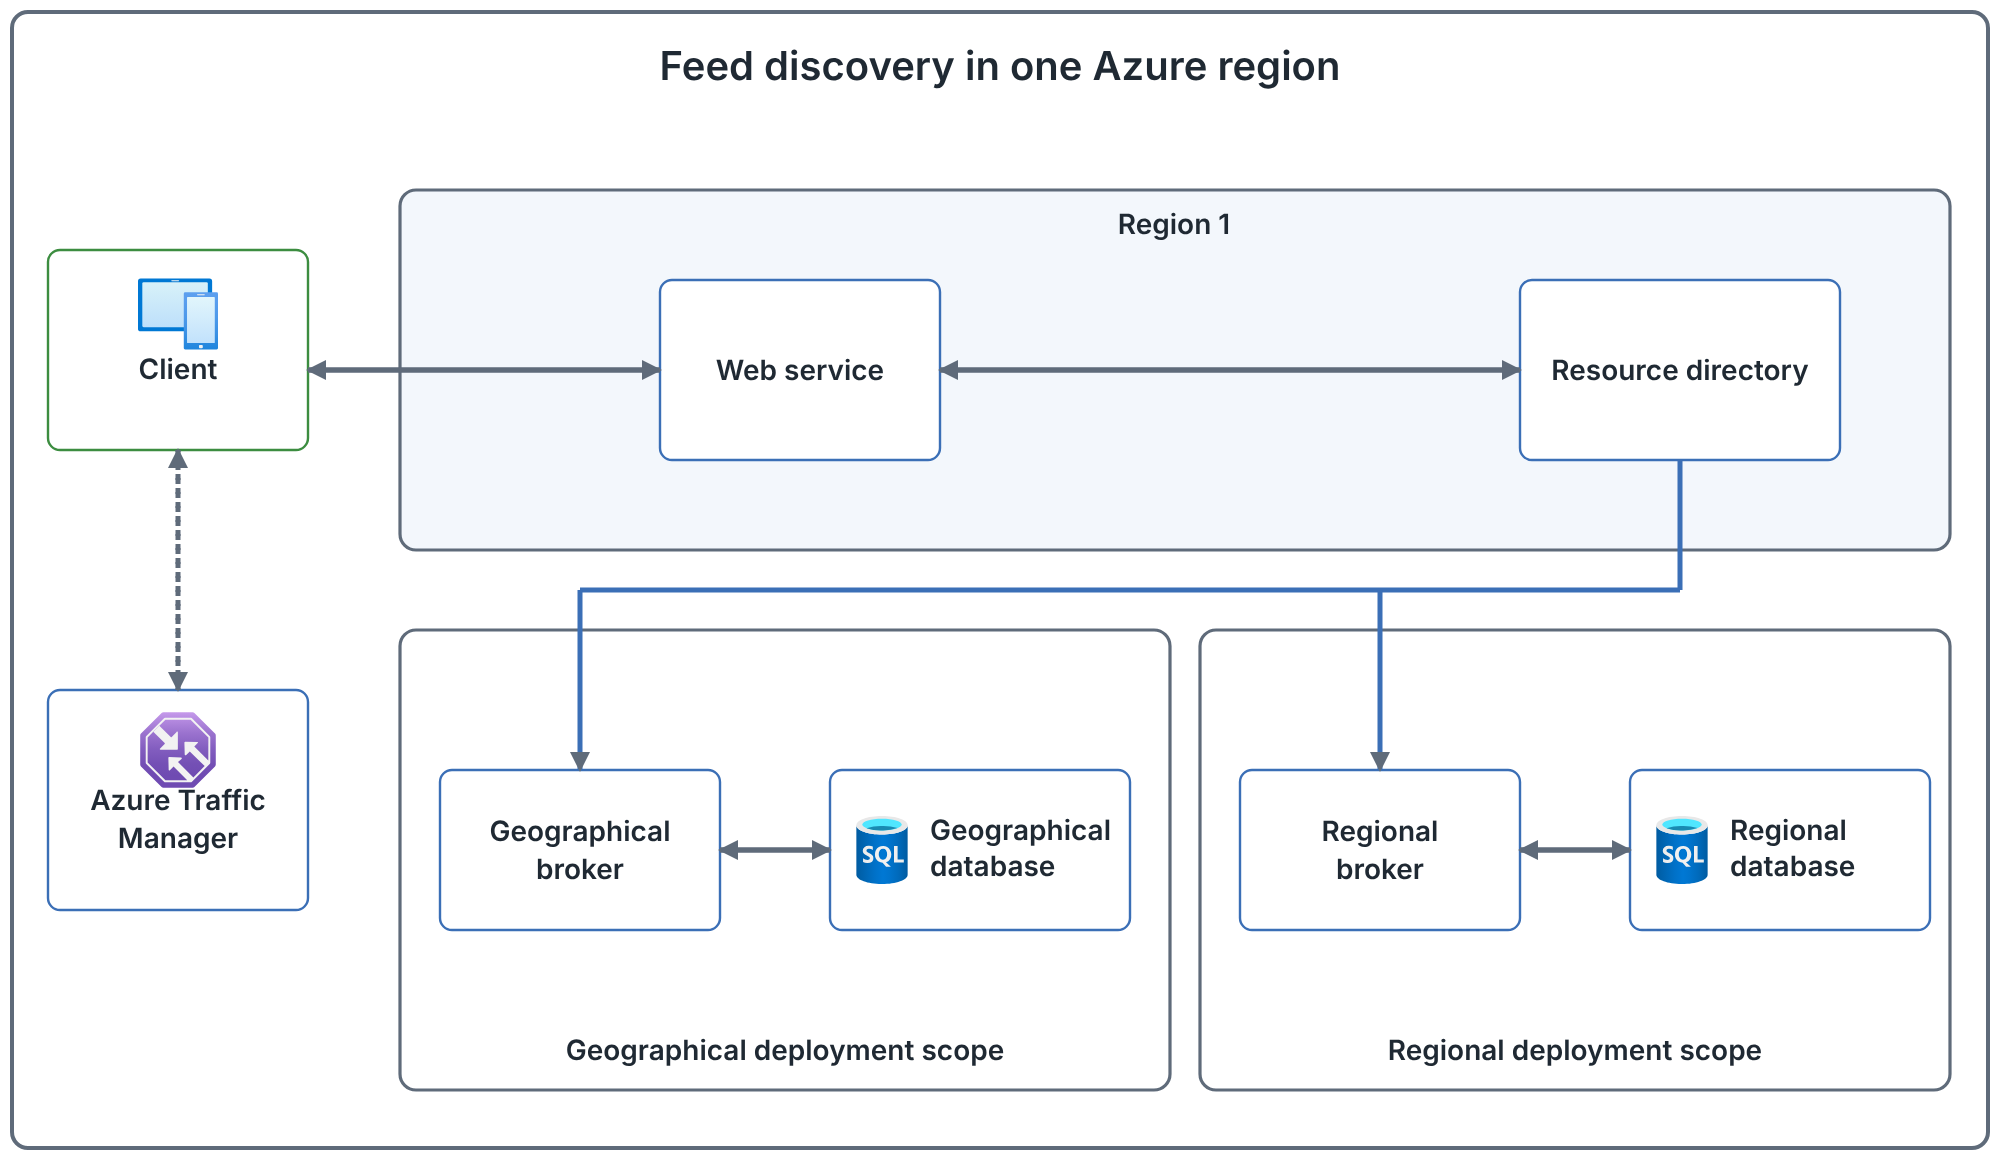 Feed discovery in one Azure region
Region 1
Client
Web service
Resource directory
Azure Traffic
Manager
Geographical
broker
SQL
Geographical
database
Regional
broker
SQL
Regional
database
Geographical deployment scope
Regional deployment scope